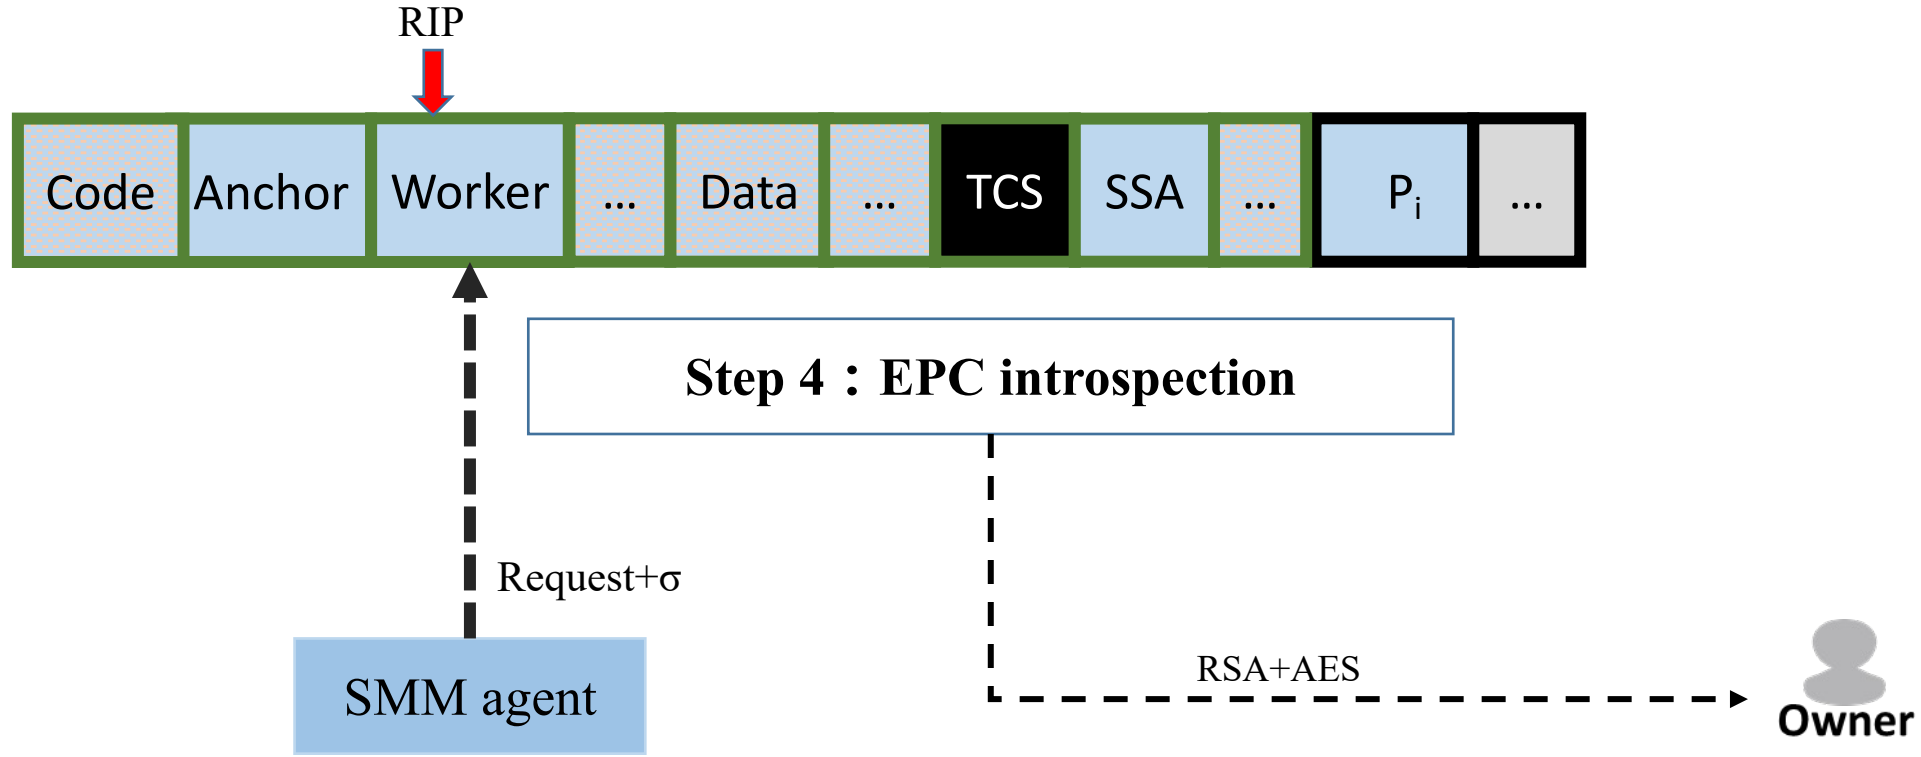 RIP
Code Anchor Worker ... Data ... TCS SSA ... Pi ...
Step 4：EPC introspection
Request+σ
SMM agent
RSA+AES
Owner